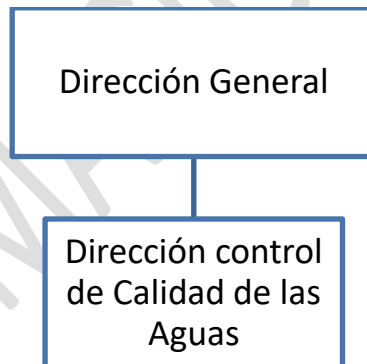 Dirección General
Dirección control
de Calidad de las
Aguas